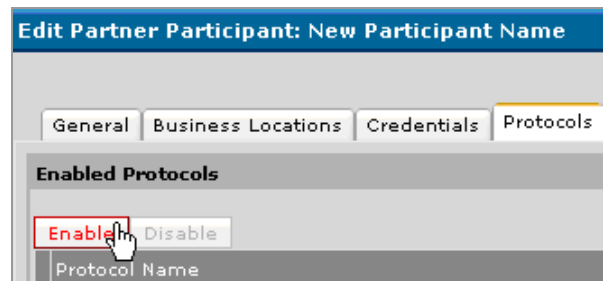 Edit Partner Participant: New Participant Name
General Business Locations Credentials Protocols
Enabled Protocols
Enable Disable
Protocol Name